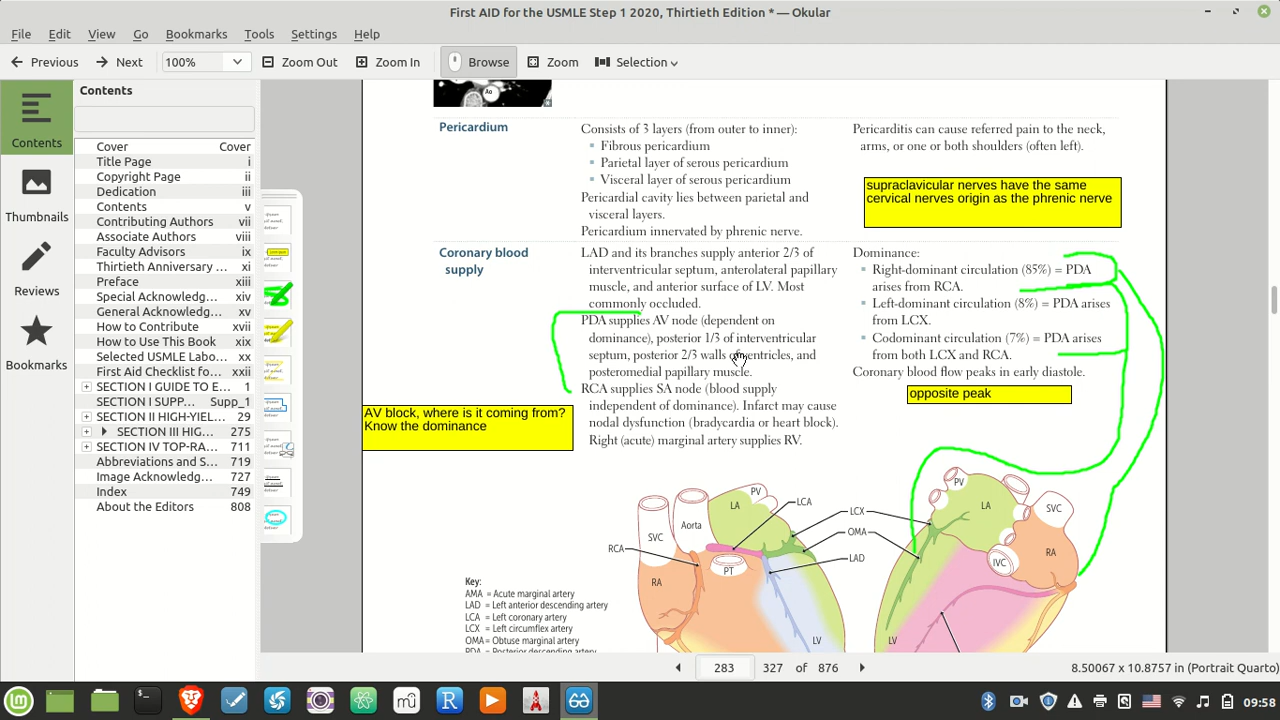 First AID for the USMLE Step 1 2020, Thirtieth Edition * — Okular
File Edit View Go Bookmarks Tools Settings Help
Previous Next 100% Zoom Out Zoom In Browse Zoom Selection
Contents
Contents
Thumbnails
Reviews
Bookmarks
Cover Cover
Title Page i
Copyright Page ii
Dedication iii
Contents v
Contributing Authors vii
Associate Authors viii
Faculty Advisors ix
Thirtieth Anniversary ... xi
Preface xiii
Special Acknowledg... xiv
General Acknowledg... xv
How to Contribute xvii
How to Use This Book xix
Selected USMLE Labo... xx
First Aid Checklist fo... xxii
SECTION I GUIDE TO E... 1
SECTION I SUPP... upp_1
SECTION II HIGH-YIEL... 29
SECTION III HIG... 275
SECTION IV TOP-RA... 711
Abbreviations and S... 719
Image Acknowledg... 727
Index 749
About the Editors 808
Ao
Pericardium
Consists of 3 layers (from outer to inner):
Fibrous pericardium
Parietal layer of serous pericardium
Visceral layer of serous pericardium
Pericardial cavity lies between parietal and
visceral layers.
Pericardium innervated by phrenic nerve.
Pericarditis can cause referred pain to the neck,
arms, or one or both shoulders (often left).
supraclavicular nerves have the same
cervical nerves origin as the phrenic nerve
Coronary blood
supply
LAD and its branches supply anterior 2/3 of
interventricular septum, anterolateral papillary
muscle, and anterior surface of LV. Most
commonly occluded.
PDA supplies AV node (dependent on
dominance), posterior 1/3 of interventricular
septum, posterior 2/3 walls of ventricles, and
posteromedial papillary muscle.
RCA supplies SA node (blood supply
independent of dominance). Infarct may cause
nodal dysfunction (bradycardia or heart block).
Right (acute) marginal artery supplies RV.
AV block, where is it coming from?
Know the dominance
Dominance:
Right-dominant circulation (85%) = PDA
arises from RCA.
Left-dominant circulation (8%) = PDA arises
from LCX.
Codominant circulation (7%) = PDA arises
from both LCX and RCA.
Coronary blood flow peaks in early diastole.
opposite peak
SVC
Aorta
LA
PV
LCA
RCA
RA
PT
LCX
OMA
LAD
LV
PV
LA
SVC
IVC
RA
LV
Key:
AMA = Acute marginal artery
LAD = Left anterior descending artery
LCA = Left coronary artery
LCX = Left circumflex artery
OMA = Obtuse marginal artery
PDA = Posterior descending artery
283 327 of 876 8.50067 x 10.8757 in (Portrait Quarto)
09:58